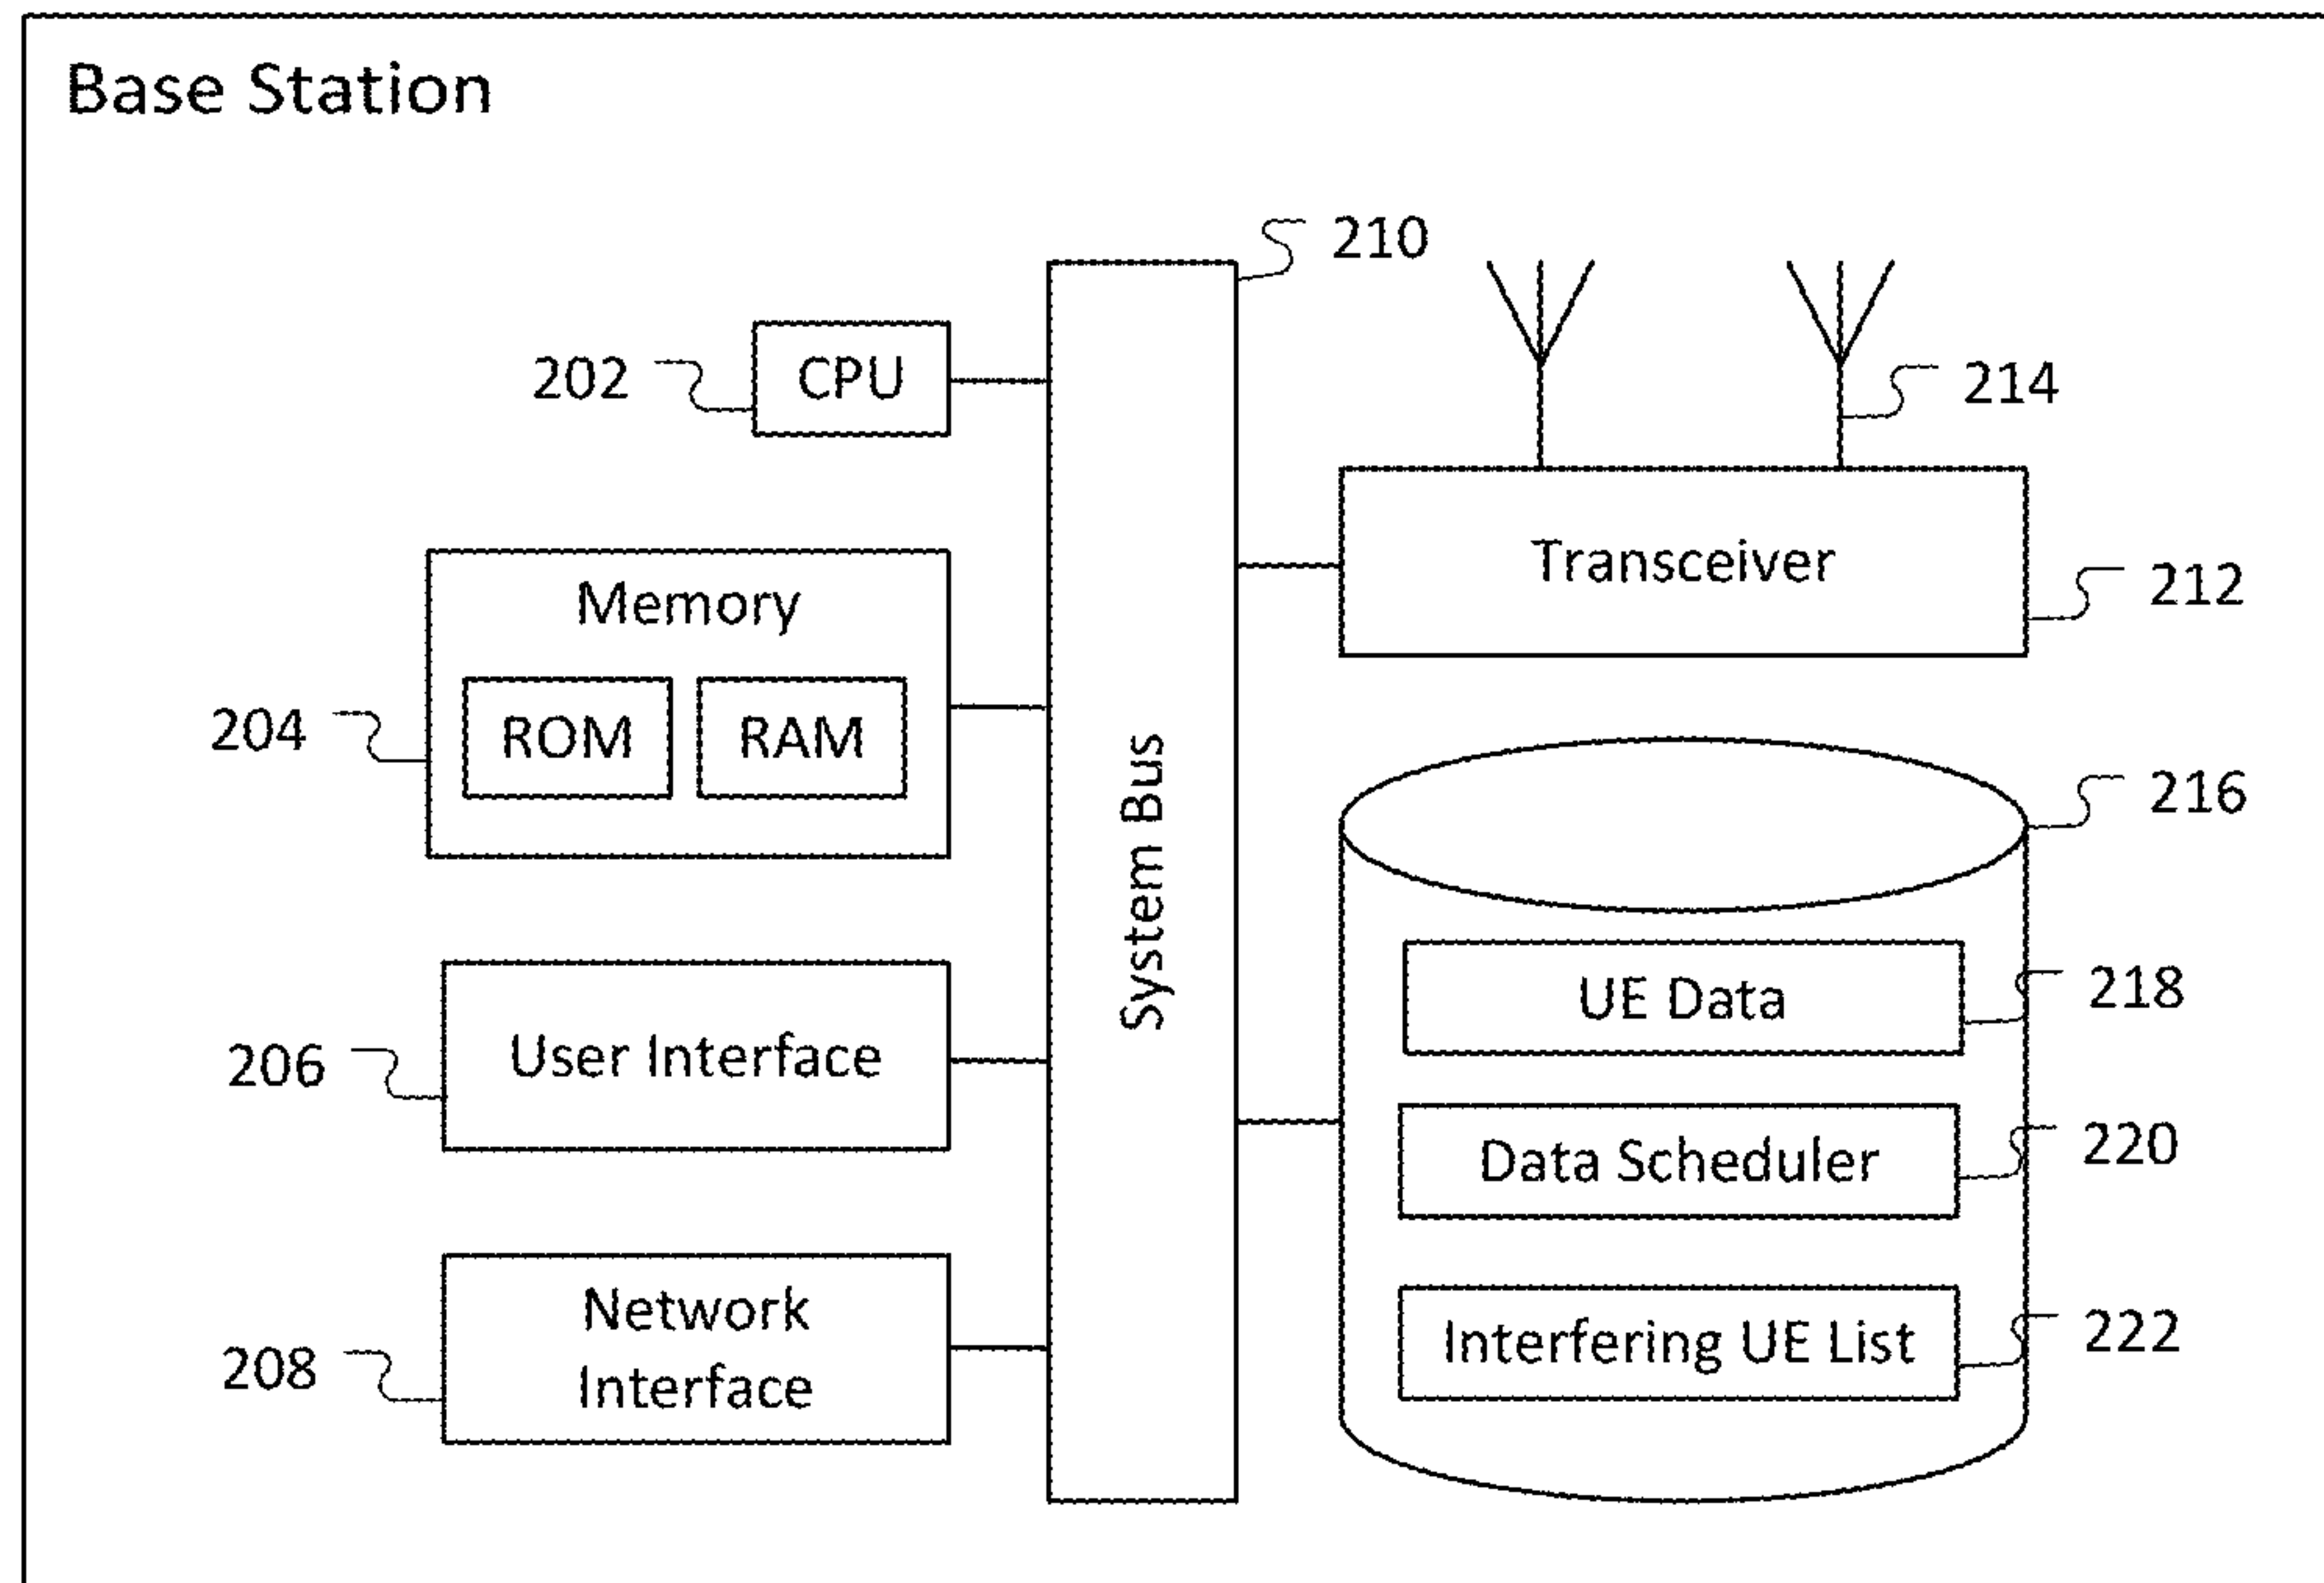 Base Station
210
202
CPU
214
Transceiver
212
Memory
204
ROM
RAM
System Bus
216
UE Data
218
206
User Interface
Data Scheduler
220
208
Network
Interface
Interfering UE List
222